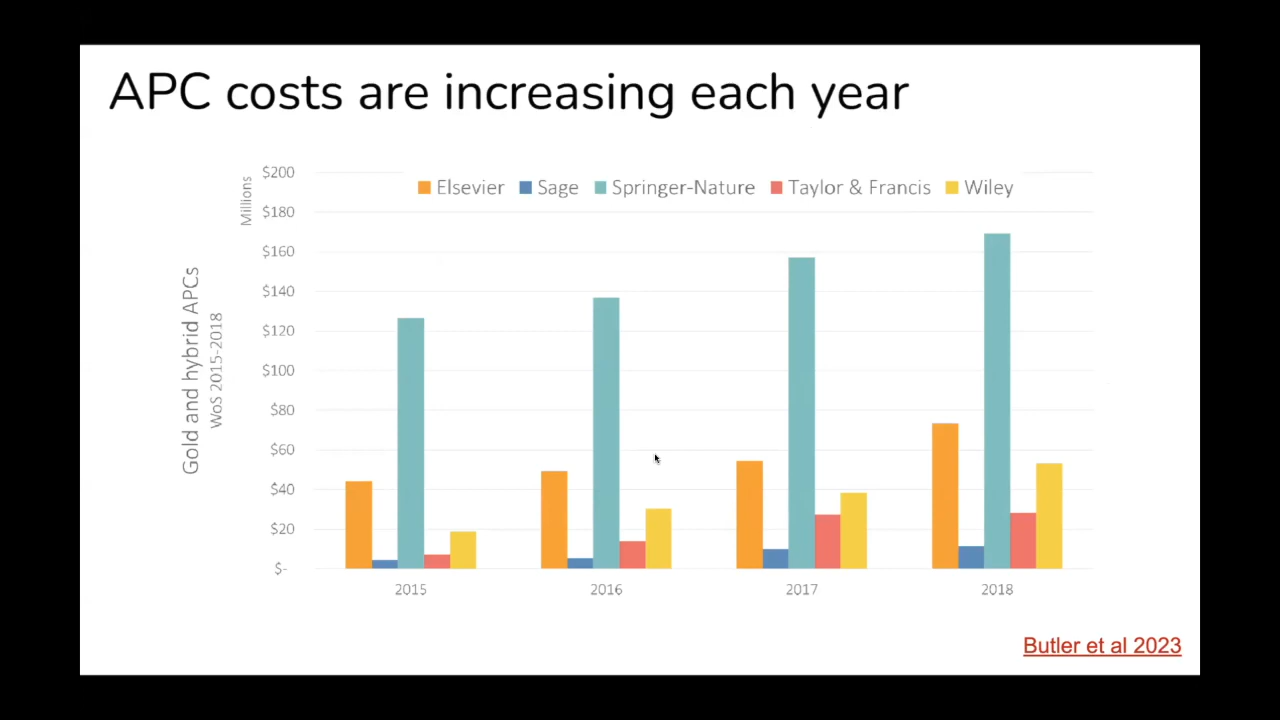 APC costs are increasing each year
Gold and hybrid APCs
WoS 2015-2018
Millions
$200
$180
$160
$140
$120
$100
$80
$60
$40
$20
$-
Elsevier Sage Springer-Nature Taylor & Francis Wiley
2015 2016 2017 2018
Butler et al 2023